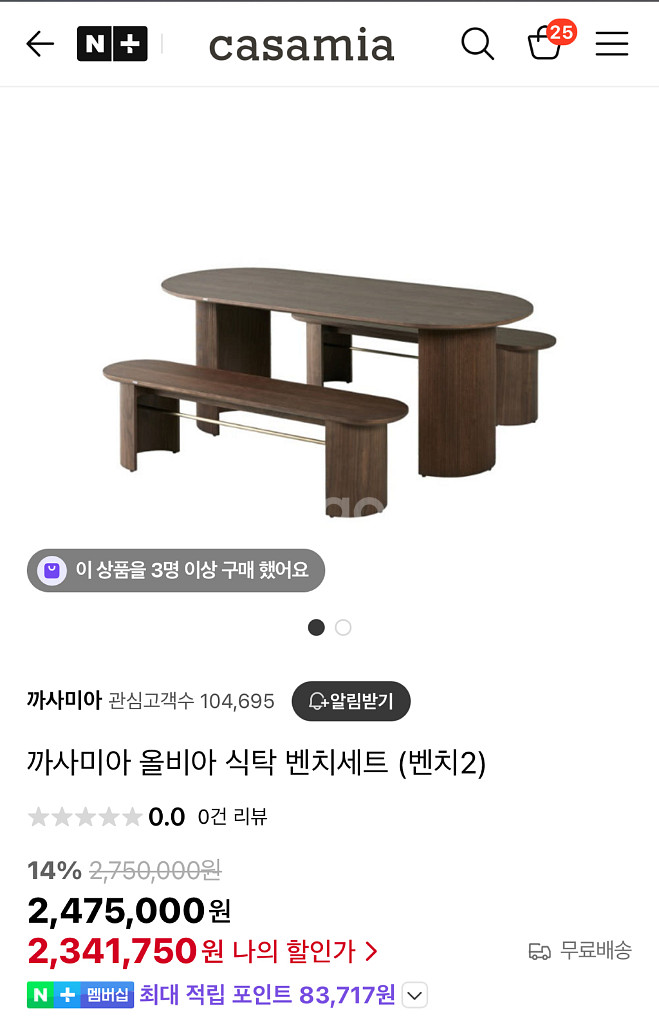 N+ casamia 25
이 상품을 3명 이상 구매 했어요
까사미아 관심고객수 104,695 알림받기
까사미아 올비아 식탁 벤치세트 (벤치2)
0.0 0건 리뷰
14% 2,750,000원
2,475,000원
2,341,750원 나의 할인가 무료배송
N+ 멤버십 최대 적립 포인트 83,717원